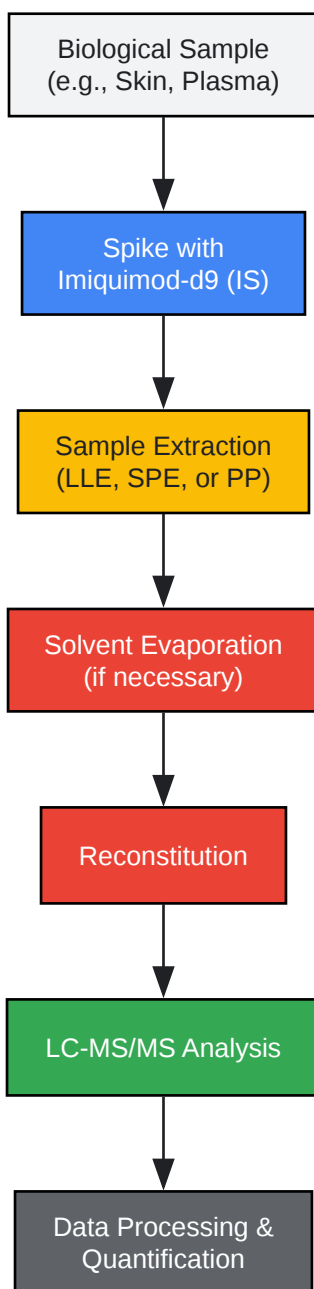 Biological Sample
(e.g., Skin, Plasma)
Spike with
Imiquimod-d9 (IS)
Sample Extraction
(LLE, SPE, or PP)
Solvent Evaporation
(if necessary)
Reconstitution
LC-MS/MS Analysis
Data Processing &
Quantification